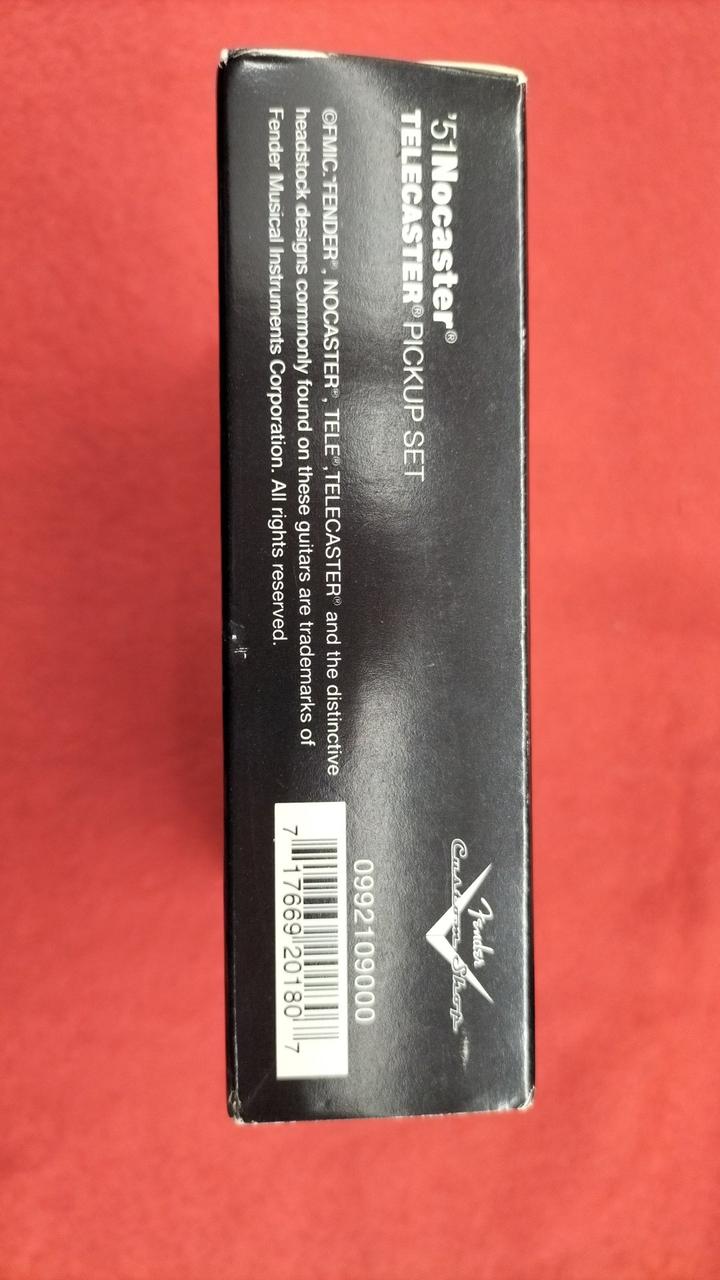 '51Nocaster®
TELECASTER® PICKUP SET
©FMIC. FENDER®, NOCASTER®, TELE®, TELECASTER® and the distinctive
headstock designs commonly found on these guitars are trademarks of
Fender Musical Instruments Corporation. All rights reserved.
Fender
Custom Shop
0992109000
7 17669 20180 7